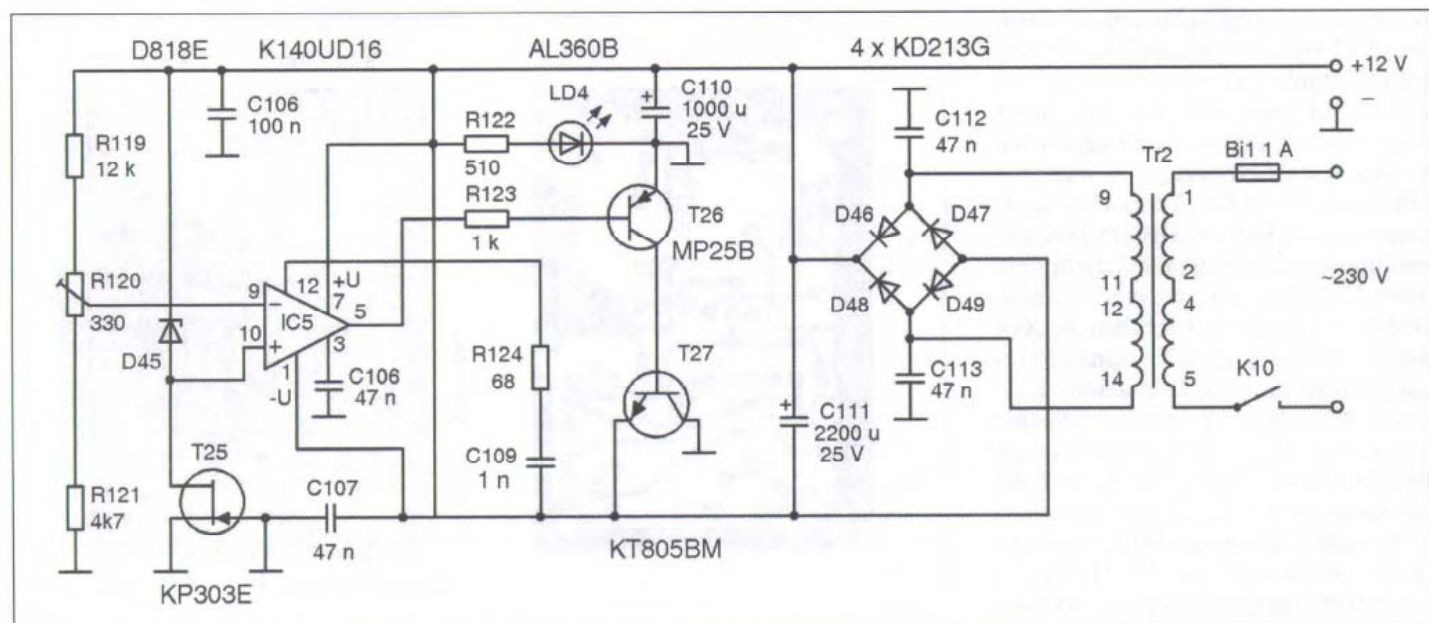 D818E K140UD16 AL360B 4 x KD213G
+12 V
–
C106
100 n
R119
12 k
R120
330
D45
R121
4k7
T25
KP303E
9
–
12
+U
7
5
10
+
IC5
3
1
-U
C106
47 n
C107
47 n
R122
510
R123
1 k
LD4
+
C110
1000 u
25 V
T26
MP25B
R124
68
C109
1 n
T27
KT805BM
+
C111
2200 u
25 V
C112
47 n
D46
D47
D48
D49
C113
47 n
Tr2
9
11
12
14
1
2
4
5
Bi1 1 A
~230 V
K10